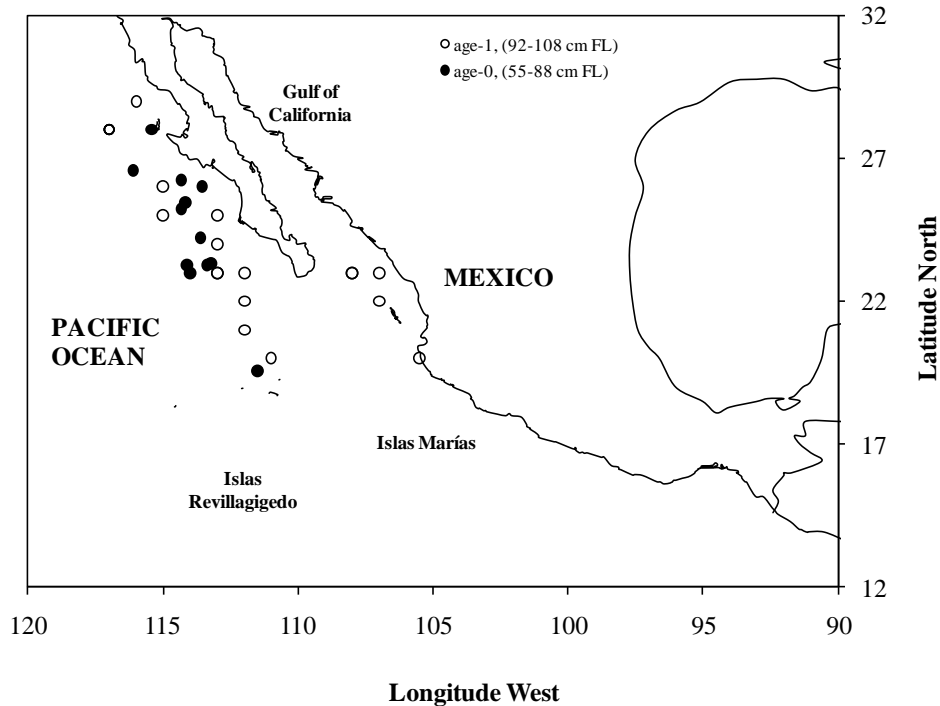 32
age-1, (92-108 cm FL)
age-0, (55-88 cm FL)
Gulf of
California
27
MEXICO
22
PACIFIC
OCEAN
Latitude North
Islas Marías
17
Islas
Revillagigedo
12
120 115 110 105 100 95 90
Longitude West